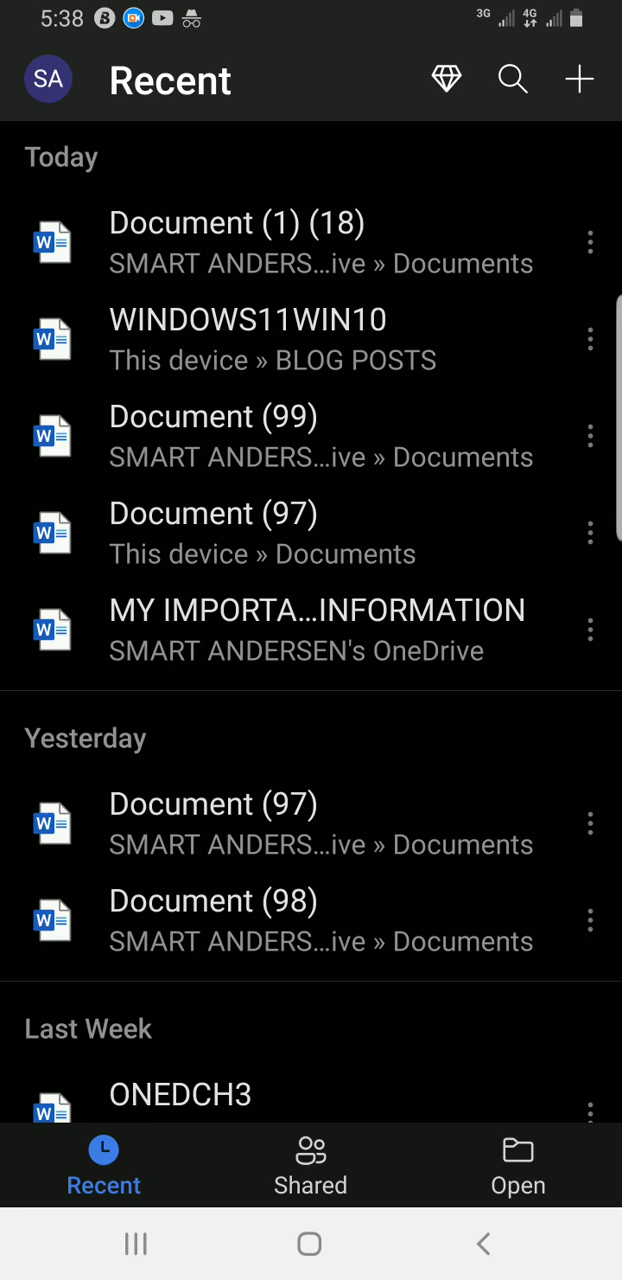 5:38
3G 4G
SA Recent
Today
Document (1) (18)
SMART ANDERS...ive » Documents
WINDOWS11WIN10
This device » BLOG POSTS
Document (99)
SMART ANDERS...ive » Documents
Document (97)
This device » Documents
MY IMPORTA...INFORMATION
SMART ANDERSEN's OneDrive
Yesterday
Document (97)
SMART ANDERS...ive » Documents
Document (98)
SMART ANDERS...ive » Documents
Last Week
ONEDCH3
Recent Shared Open